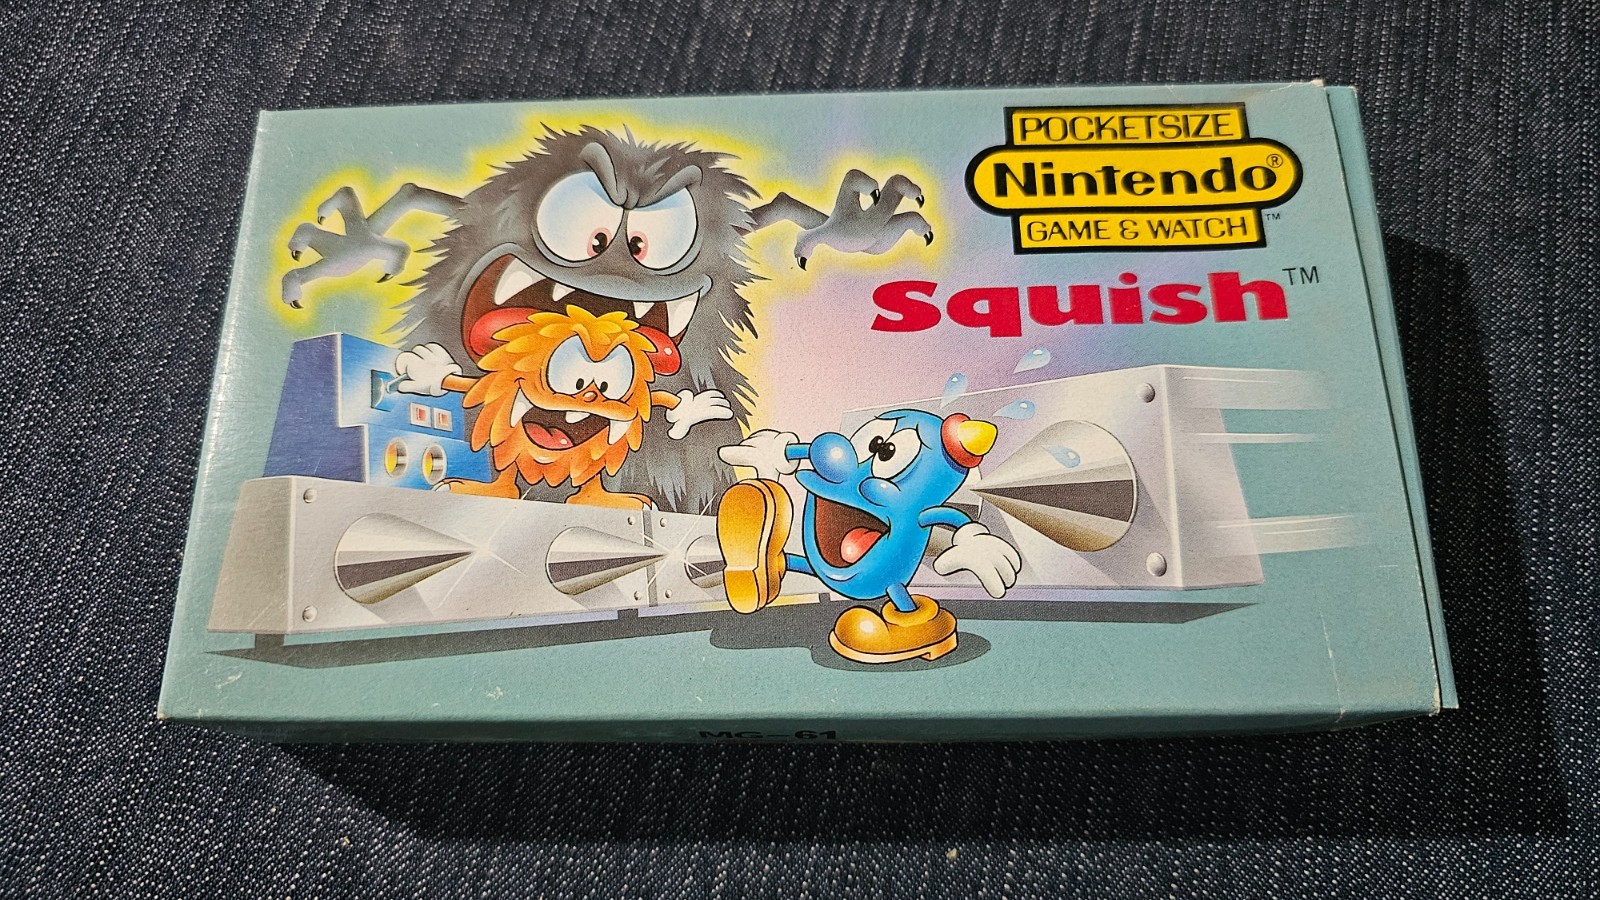 POCKETSIZE
Nintendo®
GAME & WATCH™
Squish™
MG-61